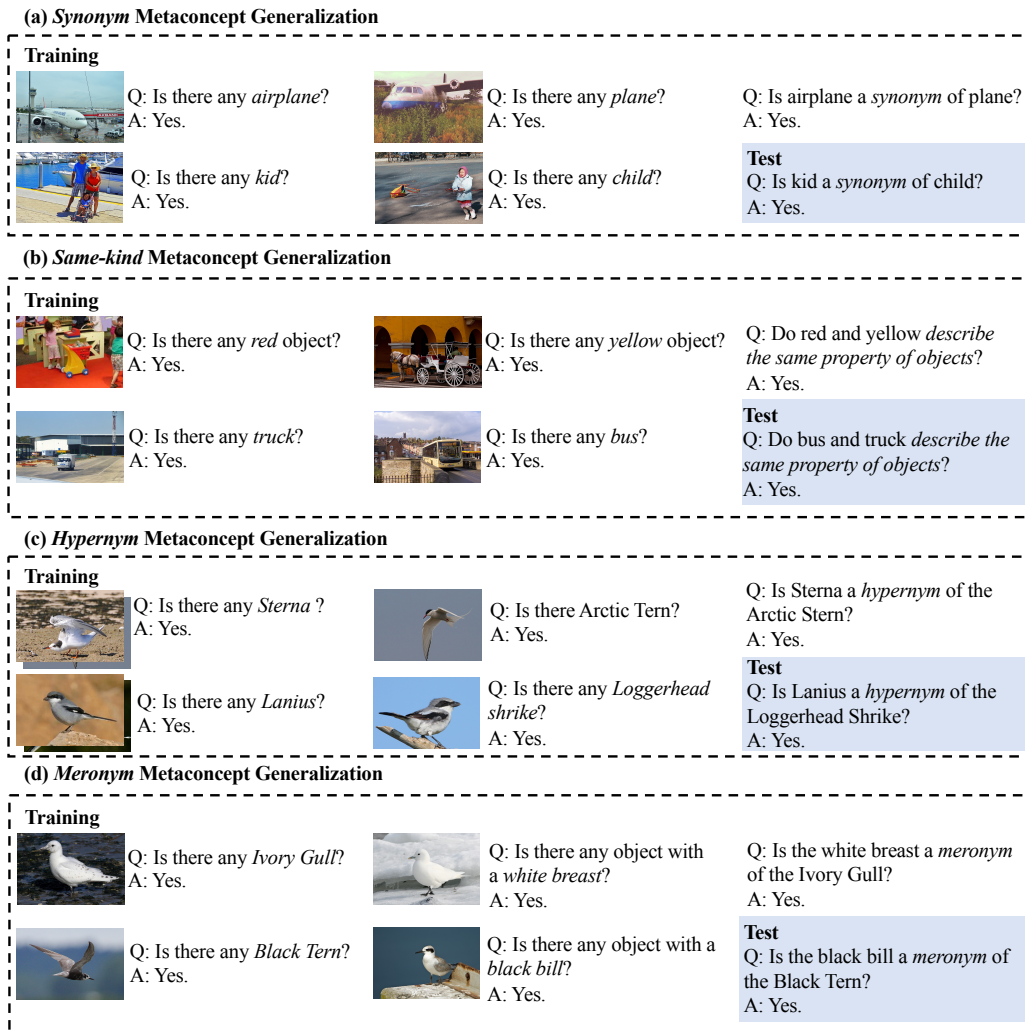 (a) Synonym Metaconcept Generalization
Training
Q: Is there any airplane?
A: Yes.
Q: Is there any plane?
A: Yes.
Q: Is airplane a synonym of plane?
A: Yes.
Q: Is there any kid?
A: Yes.
Q: Is there any child?
A: Yes.
Test
Q: Is kid a synonym of child?
A: Yes.
(b) Same-kind Metaconcept Generalization
Training
Q: Is there any red object?
A: Yes.
Q: Is there any yellow object?
A: Yes.
Q: Do red and yellow describe
the same property of objects?
A: Yes.
Q: Is there any truck?
A: Yes.
Q: Is there any bus?
A: Yes.
Test
Q: Do bus and truck describe the
same property of objects?
A: Yes.
(c) Hypernym Metaconcept Generalization
Training
Q: Is there any Sterna ?
A: Yes.
Q: Is there Arctic Tern?
A: Yes.
Q: Is Sterna a hypernym of the
Arctic Stern?
A: Yes.
Q: Is there any Lanius?
A: Yes.
Q: Is there any Loggerhead
shrike?
A: Yes.
Test
Q: Is Lanius a hypernym of the
Loggerhead Shrike?
A: Yes.
(d) Meronym Metaconcept Generalization
Training
Q: Is there any Ivory Gull?
A: Yes.
Q: Is there any object with
a white breast?
A: Yes.
Q: Is the white breast a meronym
of the Ivory Gull?
A: Yes.
Q: Is there any Black Tern?
A: Yes.
Q: Is there any object with a
black bill?
A: Yes.
Test
Q: Is the black bill a meronym of
the Black Tern?
A: Yes.